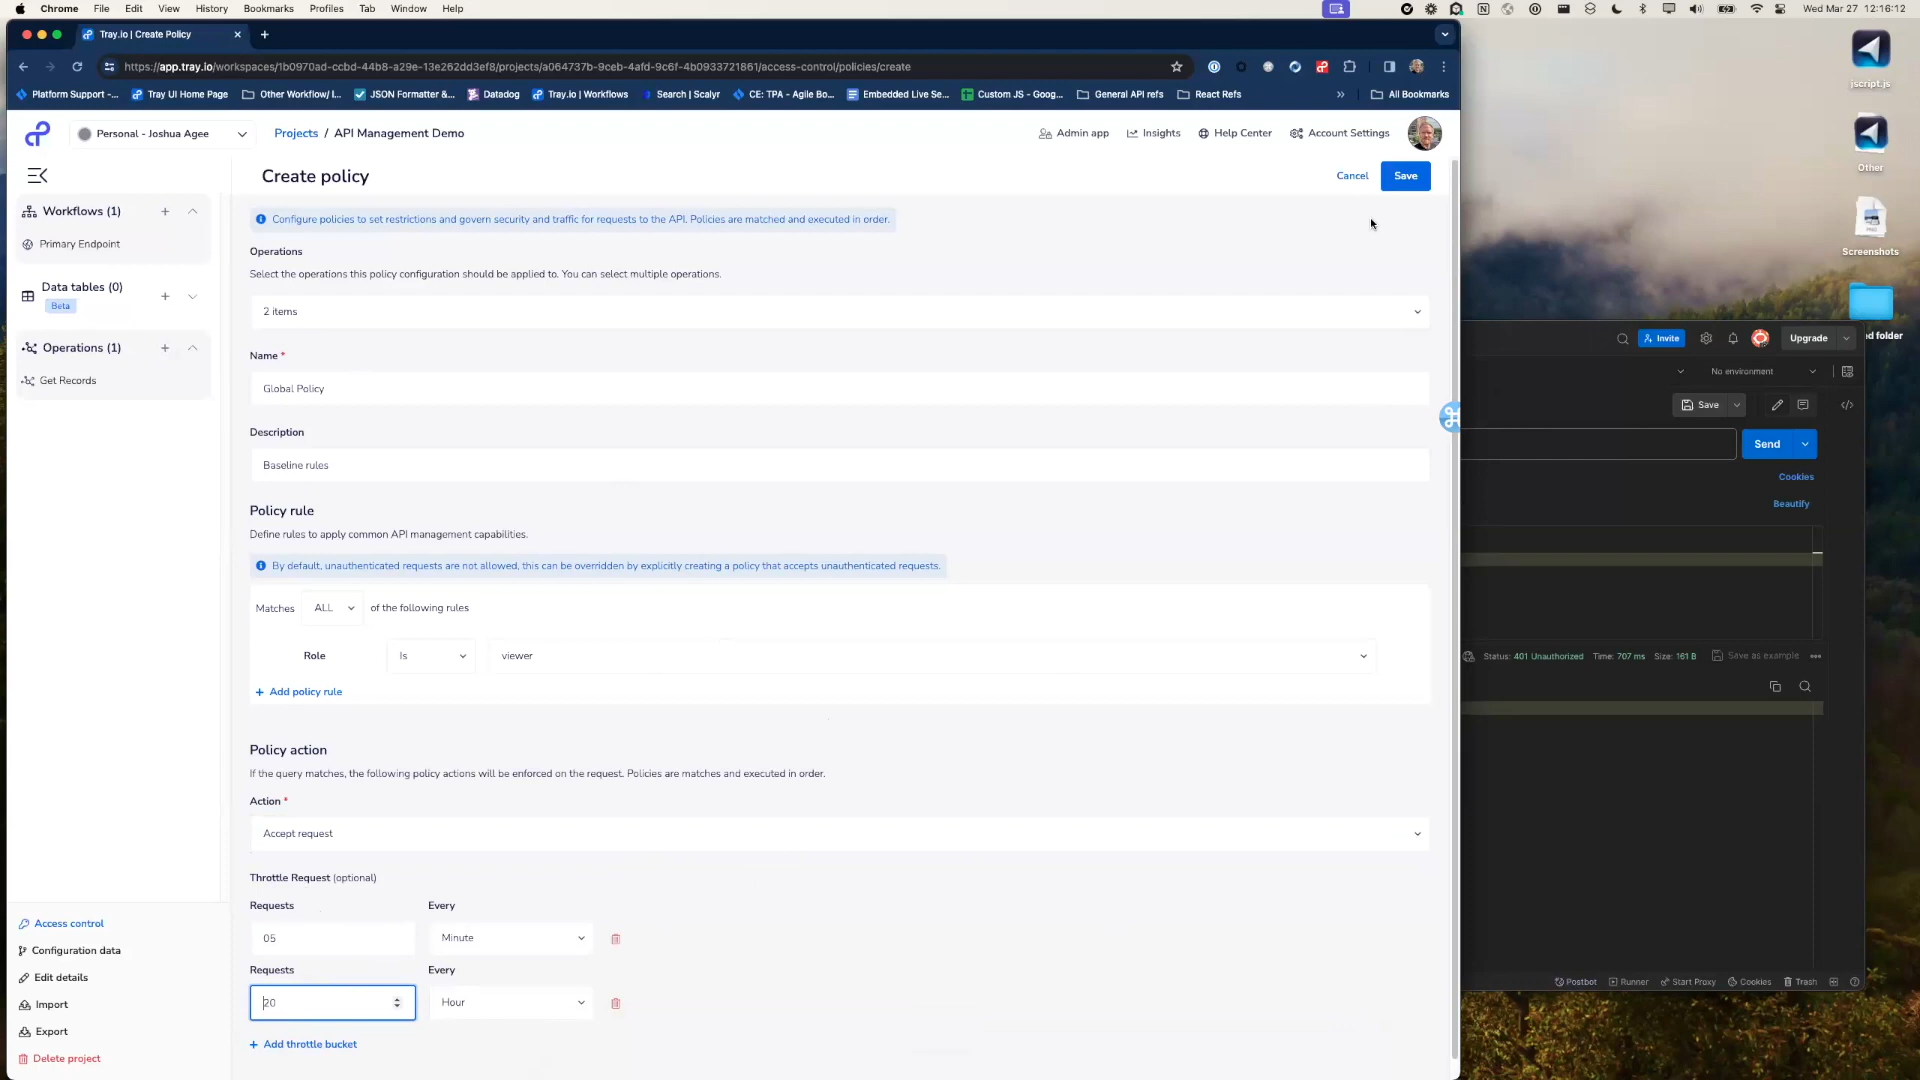 Chrome File Edit View History Bookmarks Profiles Tab Window Help
Wed Mar 27 12:16:12
Tray.io | Create Policy
https://app.tray.io/workspaces/1b0970ad-ccbd-44b8-a29e-13e262dd3ef8/projects/a064737b-9ceb-4afd-9c6f-4b0933721861/access-control/policies/create
Platform Support -... Tray UI Home Page Other Workflow/ I... JSON Formatter &... Datadog Tray.io | Workflows Search | Scalyr CE: TPA - Agile Bo... Embedded Live Se... Custom JS - Goog... General API refs React Refs » All Bookmarks
Personal - Joshua Agee
Projects / API Management Demo
Admin app Insights Help Center Account Settings
Create policy
Cancel Save
Workflows (1)
Primary Endpoint
Data tables (0)
Beta
Operations (1)
Get Records
Access control
Configuration data
Edit details
Import
Export
Delete project
Configure policies to set restrictions and govern security and traffic for requests to the API. Policies are matched and executed in order.
Operations
Select the operations this policy configuration should be applied to. You can select multiple operations.
2 items
Name *
Global Policy
Description
Baseline rules
Policy rule
Define rules to apply common API management capabilities.
By default, unauthenticated requests are not allowed, this can be overridden by explicitly creating a policy that accepts unauthenticated requests.
Matches ALL of the following rules
Role Is viewer
+ Add policy rule
Policy action
If the query matches, the following policy actions will be enforced on the request. Policies are matches and executed in order.
Action *
Accept request
Throttle Request (optional)
Requests Every
05 Minute
Requests Every
20 Hour
+ Add throttle bucket
jscript.js
Other
PNG
Screenshots
ed folder
Invite Upgrade
No environment
Save
Send
Cookies
Beautify
Status: 401 Unauthorized Time: 707 ms Size: 161 B Save as example
Postbot Runner Start Proxy Cookies Trash